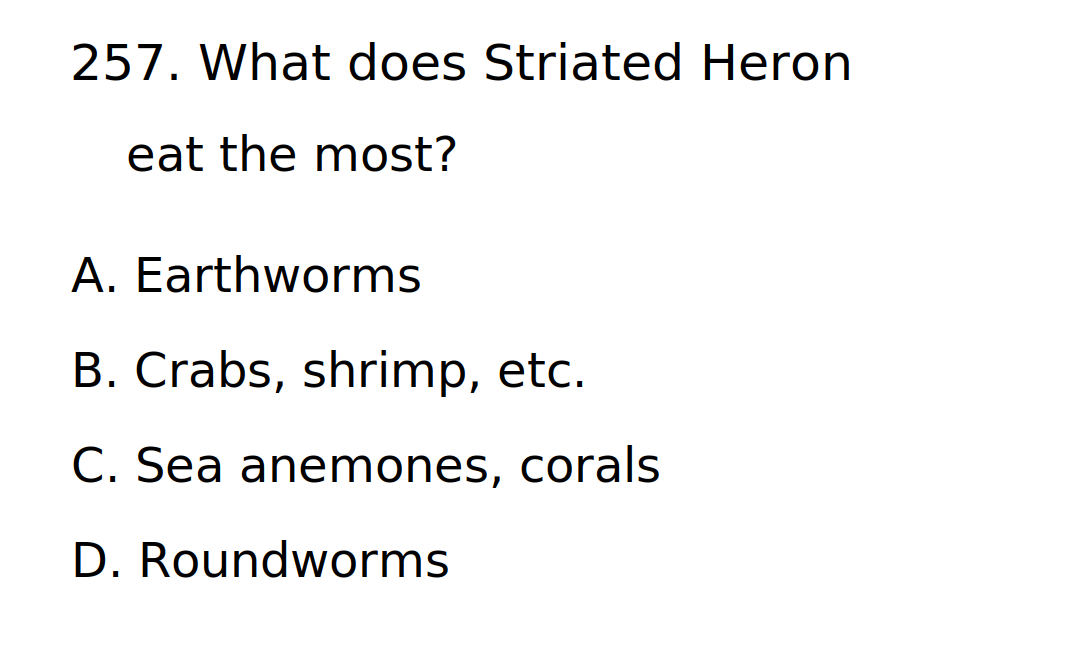 257. What does Striated Heron
eat the most?
A. Earthworms
B. Crabs, shrimp, etc.
C. Sea anemones, corals
D. Roundworms